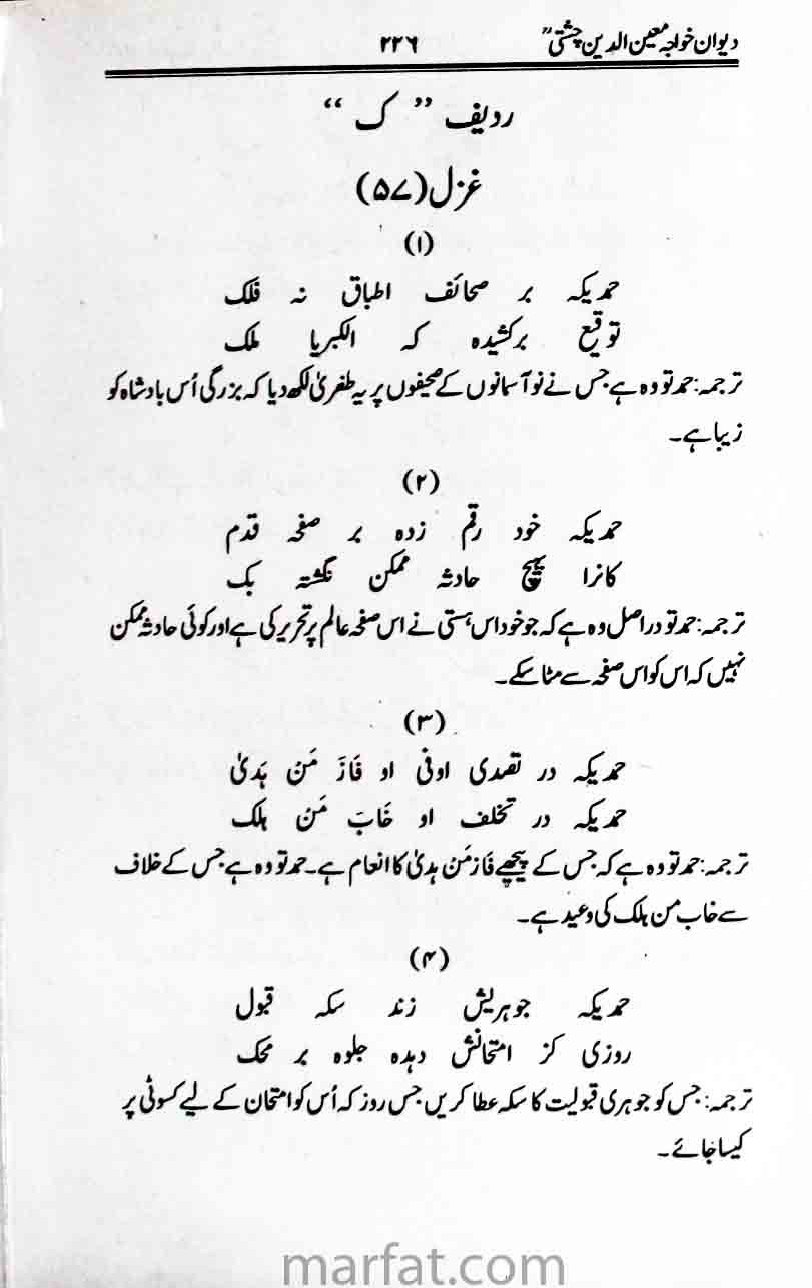 دیوان خواجہ معین الدین چشتیؒ ۲۲۶
ردیف ”ک“
غزل (۵۷)
(۱)
حمدیکہ بر صحائف اطباق نہ فلک
توقیع برکشیدہ کہ الکبریا ملک
ترجمہ: حمد تو وہ ہے جس نے نو آسمانوں کے صحیفوں پر یہ طغریٰ لکھ دیا کہ بزرگی اُس بادشاہ کو
زیبا ہے۔
(۲)
حمدیکہ خود رقم زدہ بر صفحہ قدم
کانرا ہیچ حادثہ ممکن نگشتہ بک
ترجمہ: حمد تو دراصل وہ ہے کہ جو خود اس ہستی نے اس صفحہ عالم پر تحریر کی ہے اور کوئی حادثہ ممکن
نہیں کہ اس کو اس صفحہ سے مٹا سکے۔
(۳)
حمدیکہ در تصدی اوفی او فَازَ مَنُ ہَدیٰ
حمدیکہ در تخلف او خَابَ مَنُ ہلک
ترجمہ: حمد تو وہ ہے کہ جس کے پیچھے فَازمَنُ ہدیٰ کا انعام ہے۔ حمد تو وہ ہے جس کے خلاف
سے خاب من ہلک کی وعید ہے۔
(۴)
حمدیکہ جوہریش زند سکہ قبول
روزی کز امتحانش دہدہ جلوہ بر محک
ترجمہ: جس کو جوہری قبولیت کا سکہ عطا کریں جس روز کہ اُس کو امتحان کے لیے کسوٹی پر
کیسا جائے۔
marfat.com